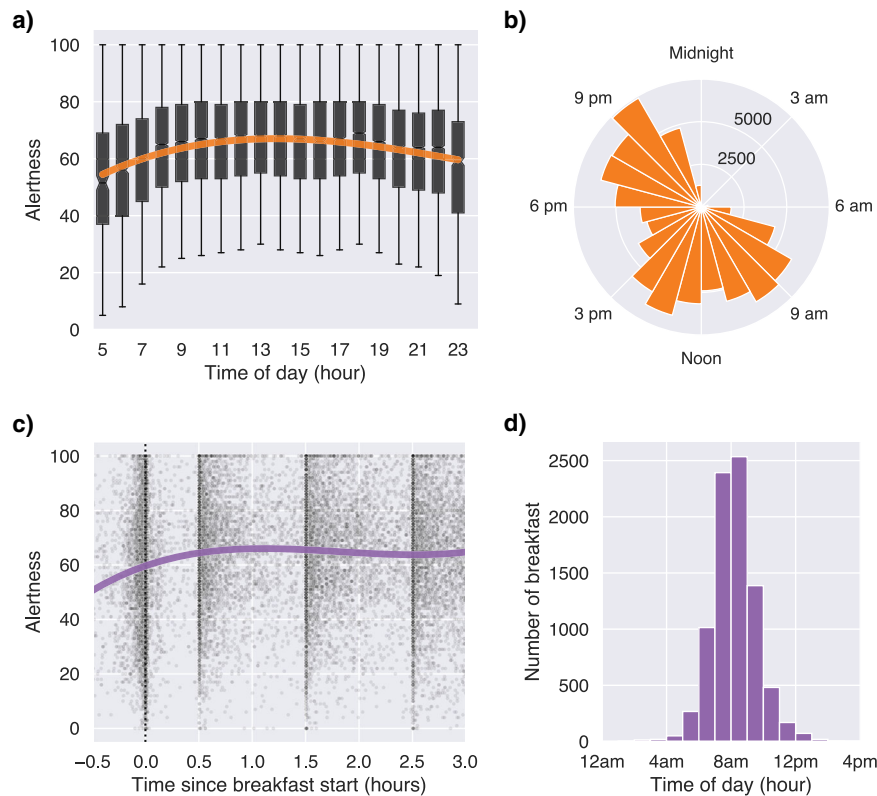 a)
100
80
60
40
20
0
Alertness
5 7 9 11 13 15 17 19 21 23
Time of day (hour)
b)
Midnight
9 pm
3 am
5000
2500
6 pm
6 am
3 pm
9 am
Noon
c)
100
80
60
40
20
0
Alertness
−0.5 0.0 0.5 1.0 1.5 2.0 2.5 3.0
Time since breakfast start (hours)
d)
2500
2000
1500
1000
500
0
Number of breakfast
12am 4am 8am 12pm 4pm
Time of day (hour)